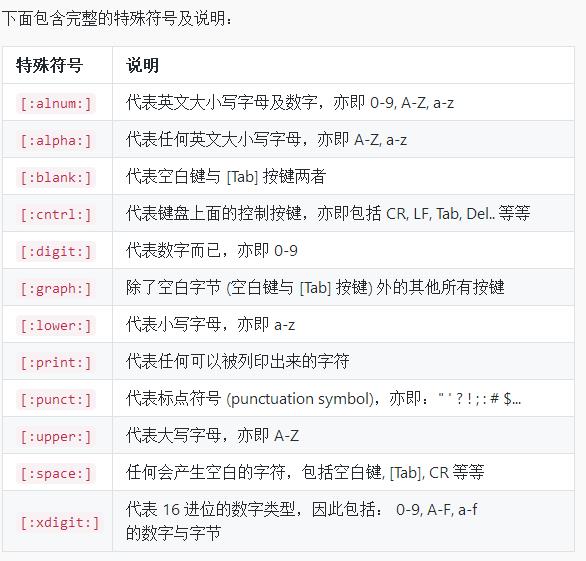 下面包含完整的特殊符号及说明：
特殊符号 说明
[:alnum:] 代表英文大小写字母及数字，亦即 0-9, A-Z, a-z
[:alpha:] 代表任何英文大小写字母，亦即 A-Z, a-z
[:blank:] 代表空白键与 [Tab] 按键两者
[:cntrl:] 代表键盘上面的控制按键，亦即包括 CR, LF, Tab, Del.. 等等
[:digit:] 代表数字而已，亦即 0-9
[:graph:] 除了空白字节 (空白键与 [Tab] 按键) 外的其他所有按键
[:lower:] 代表小写字母，亦即 a-z
[:print:] 代表任何可以被列印出来的字符
[:punct:] 代表标点符号 (punctuation symbol)，亦即：" ' ? ! ; : # $...
[:upper:] 代表大写字母，亦即 A-Z
[:space:] 任何会产生空白的字符，包括空白键, [Tab], CR 等等
[:xdigit:] 代表 16 进位的数字类型，因此包括： 0-9, A-F, a-f
的数字与字节